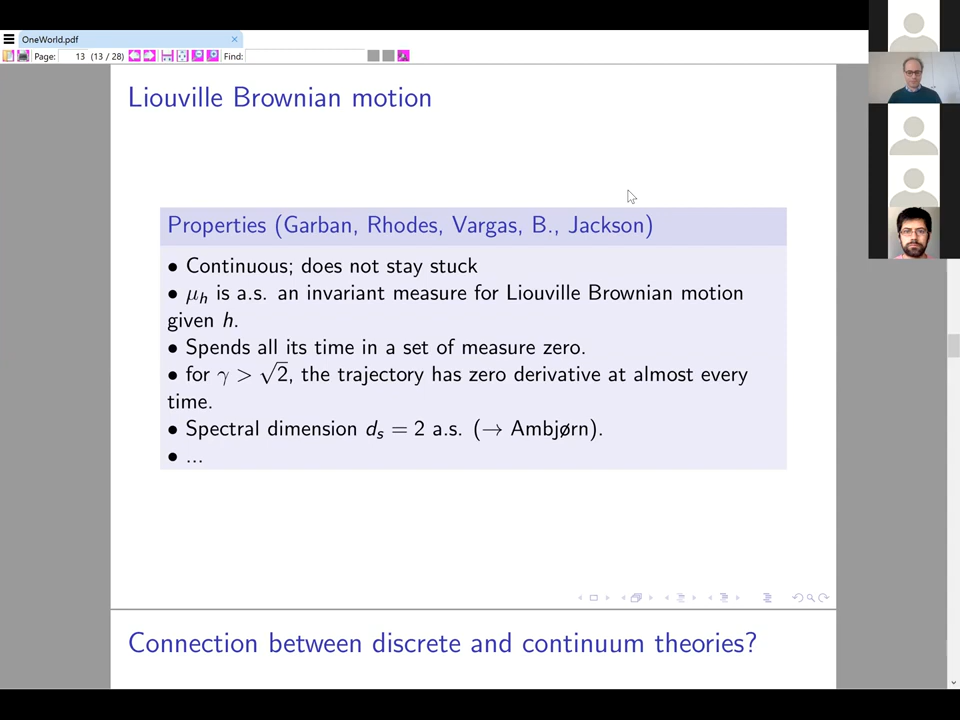 OneWorld.pdf
Page: 13 (13 / 28) Find:
Liouville Brownian motion
Properties (Garban, Rhodes, Vargas, B., Jackson)
• Continuous; does not stay stuck
• μₕ is a.s. an invariant measure for Liouville Brownian motion
given h.
• Spends all its time in a set of measure zero.
• for γ > √2, the trajectory has zero derivative at almost every
time.
• Spectral dimension dₛ = 2 a.s. (→ Ambjørn).
• ...
Connection between discrete and continuum theories?